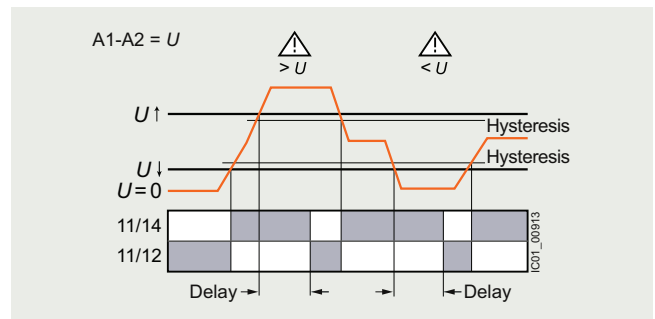 A1-A2 = U
> U
< U
U↑
Hysteresis
Hysteresis
U↓
U=0
11/14
11/12
IC01_00913
Delay
Delay